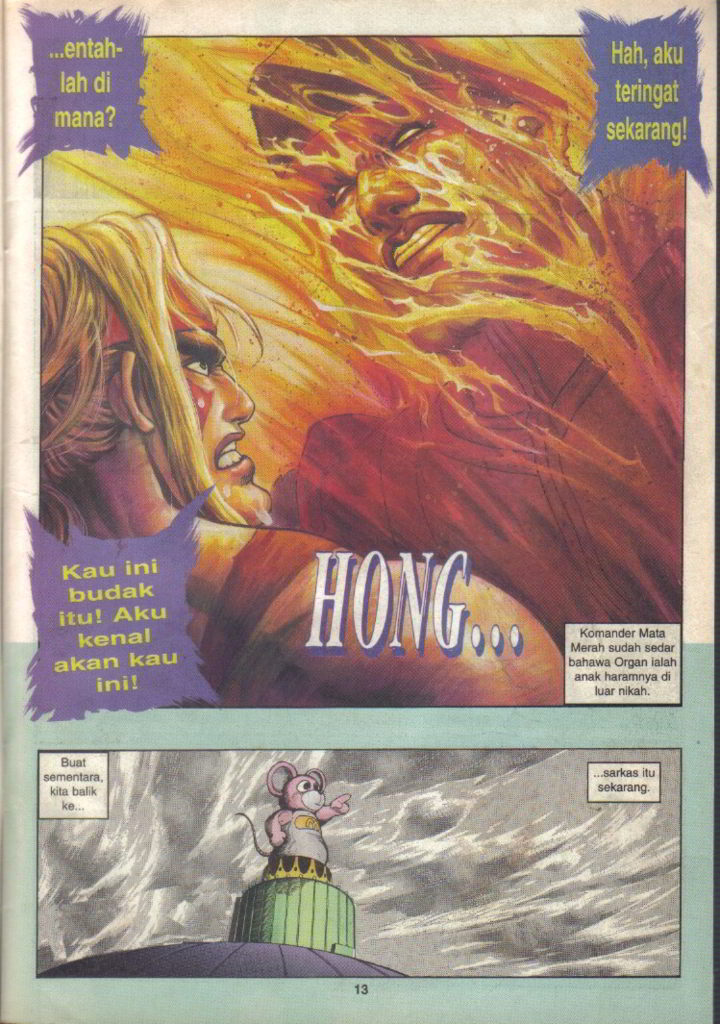 ...entah-
lah di
mana?
Hah, aku
teringat
sekarang!
Kau ini
budak
itu! Aku
kenal
akan kau
ini!
HONG...
Komander Mata
Merah sudah sedar
bahawa Organ ialah
anak haramnya di
luar nikah.
Buat
sementara,
kita balik
ke...
...sarkas itu
sekarang.
13